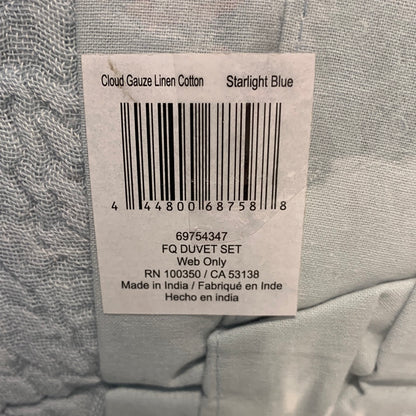 Cloud Gauze Linen Cotton Starlight Blue
4 44800 68758 8
69754347
FQ DUVET SET
Web Only
RN 100350 / CA 53138
Made in India / Fabriqué en Inde
Hecho en india